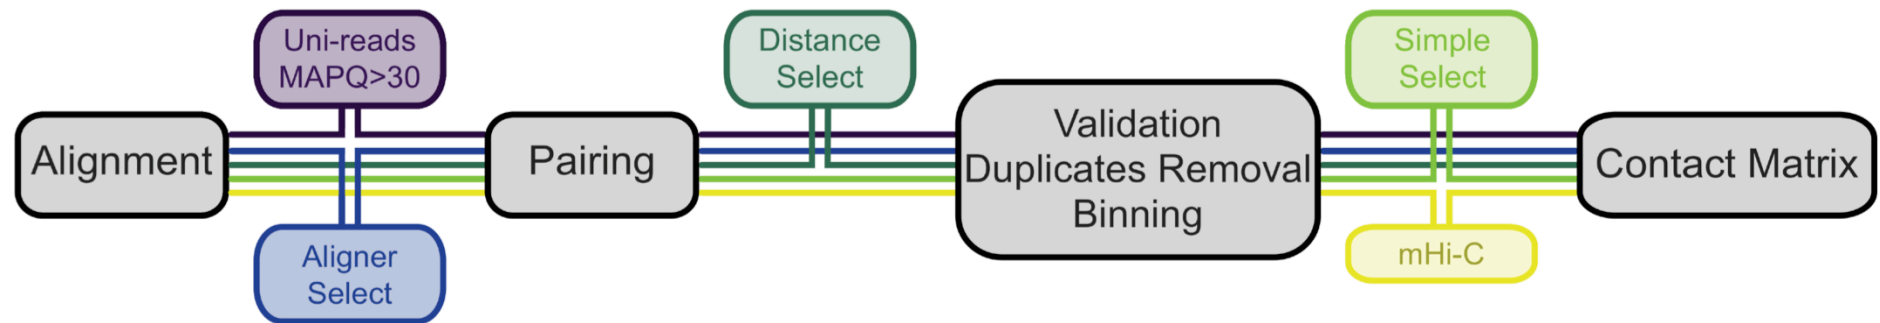 Uni-reads
MAPQ>30
Distance
Select
Simple
Select
Alignment
Pairing
Validation
Duplicates Removal
Binning
Contact Matrix
Aligner
Select
mHi-C